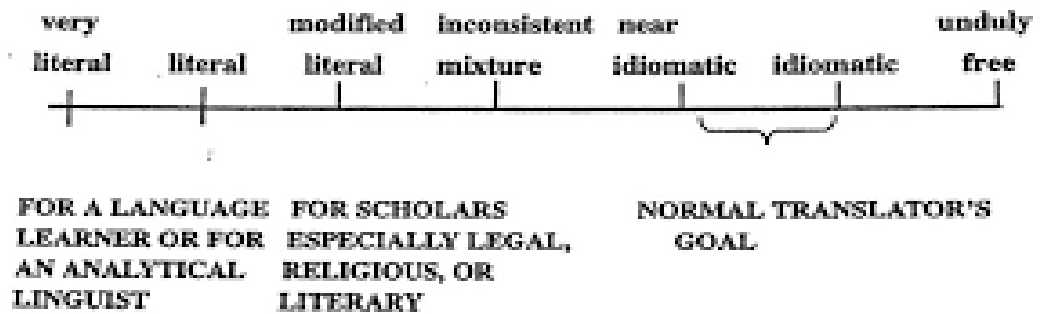 very
literal
literal
modified
literal
inconsistent
mixture
near
idiomatic
idiomatic
unduly
free
FOR A LANGUAGE
LEARNER OR FOR
AN ANALYTICAL
LINGUIST
FOR SCHOLARS
ESPECIALLY LEGAL,
RELIGIOUS, OR
LITERARY
NORMAL TRANSLATOR'S
GOAL